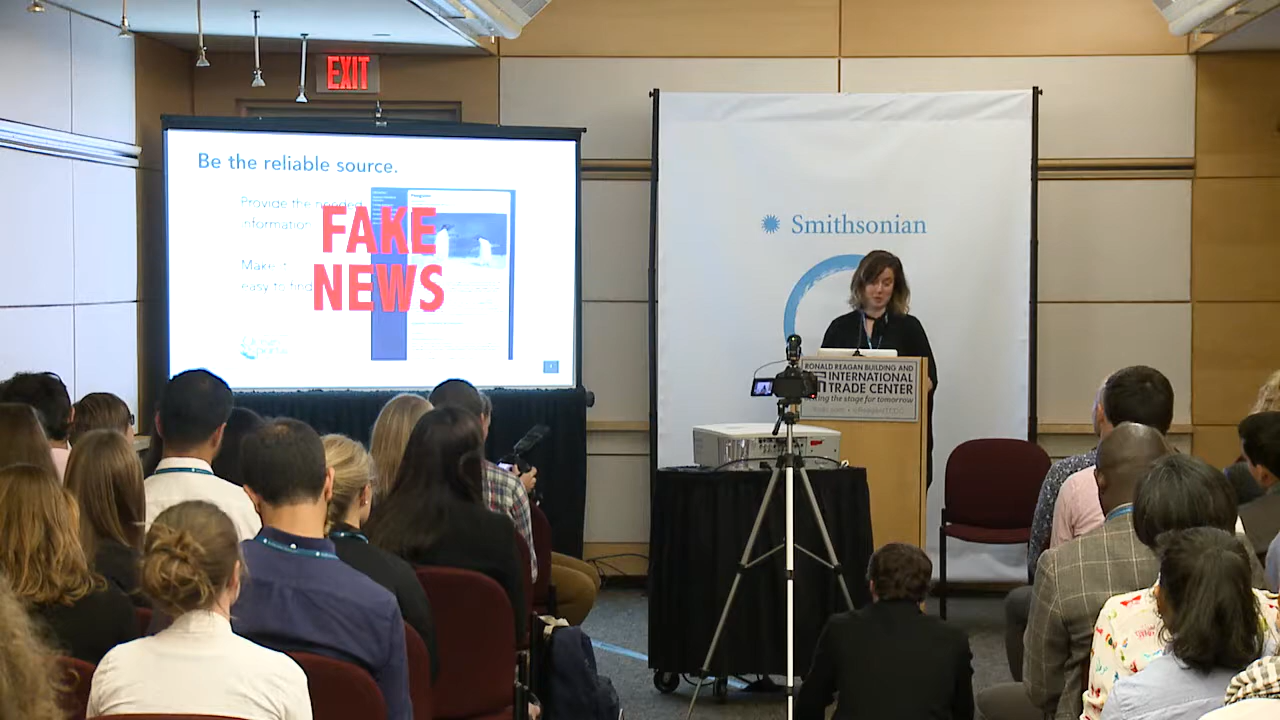 EXIT
Be the reliable source.
Provide the needed
information
FAKE
NEWS
Make
easy to find
Smithsonian
RONALD REAGAN BUILDING AND
INTERNATIONAL
TRADE CENTER
the stage for tomorrow